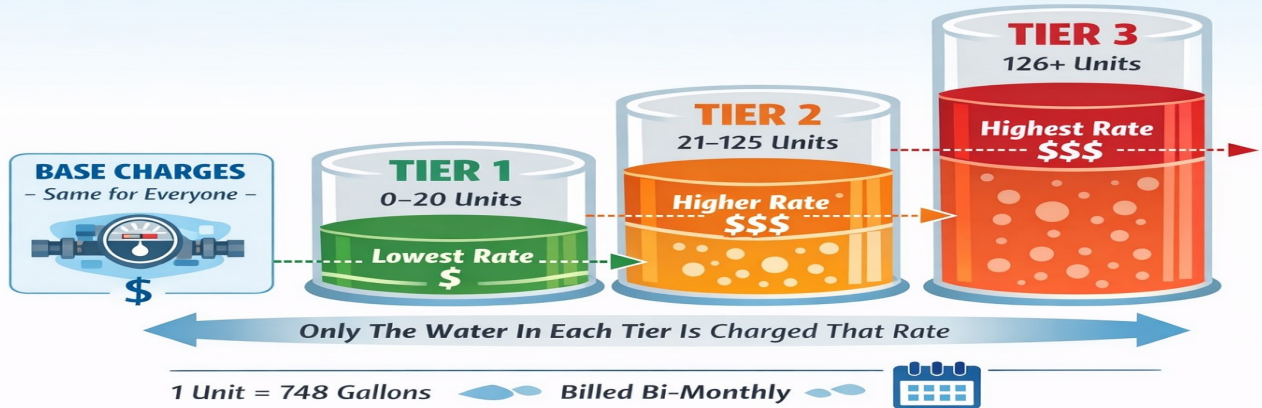 BASE CHARGES
– Same for Everyone –
$
TIER 1
0–20 Units
Lowest Rate
$
TIER 2
21–125 Units
Higher Rate
$$$
TIER 3
126+ Units
Highest Rate
$$$
Only The Water In Each Tier Is Charged That Rate
1 Unit = 748 Gallons
Billed Bi-Monthly